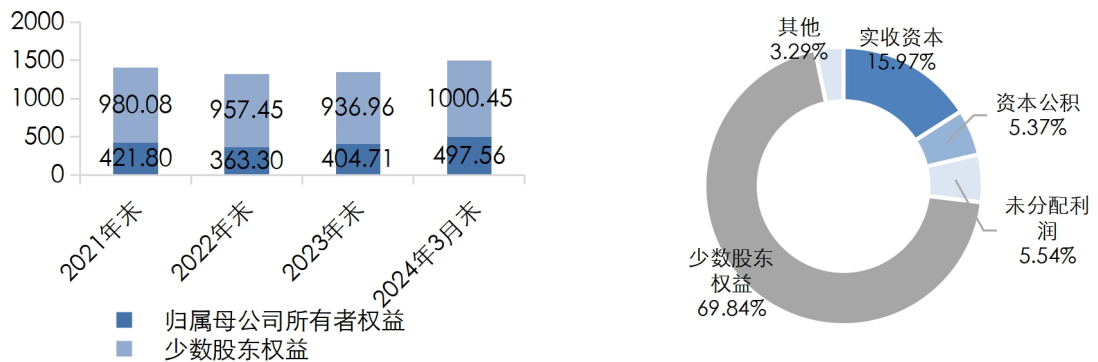 2000
1500
1000
500
0
980.08
957.45
936.96
1000.45
421.80
363.30
404.71
497.56
2021年末
2022年末
2023年末
2024年3月末
归属母公司所有者权益
少数股东权益
其他
3.29%
实收资本
15.97%
资本公积
5.37%
未分配利
润
5.54%
少数股东
权益
69.84%